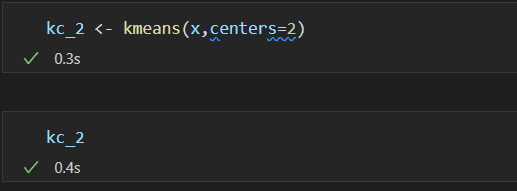 kc_2 <- kmeans(x,centers=2)
0.3s
kc_2
0.4s